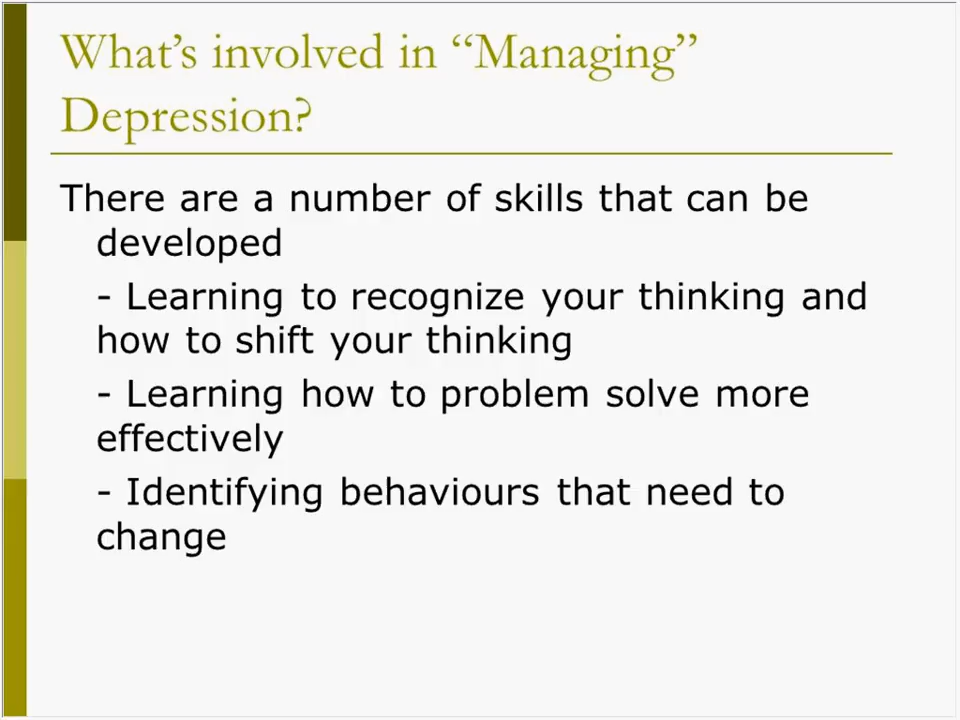 What’s involved in “Managing”
Depression?
There are a number of skills that can be
developed
- Learning to recognize your thinking and
how to shift your thinking
- Learning how to problem solve more
effectively
- Identifying behaviours that need to
change